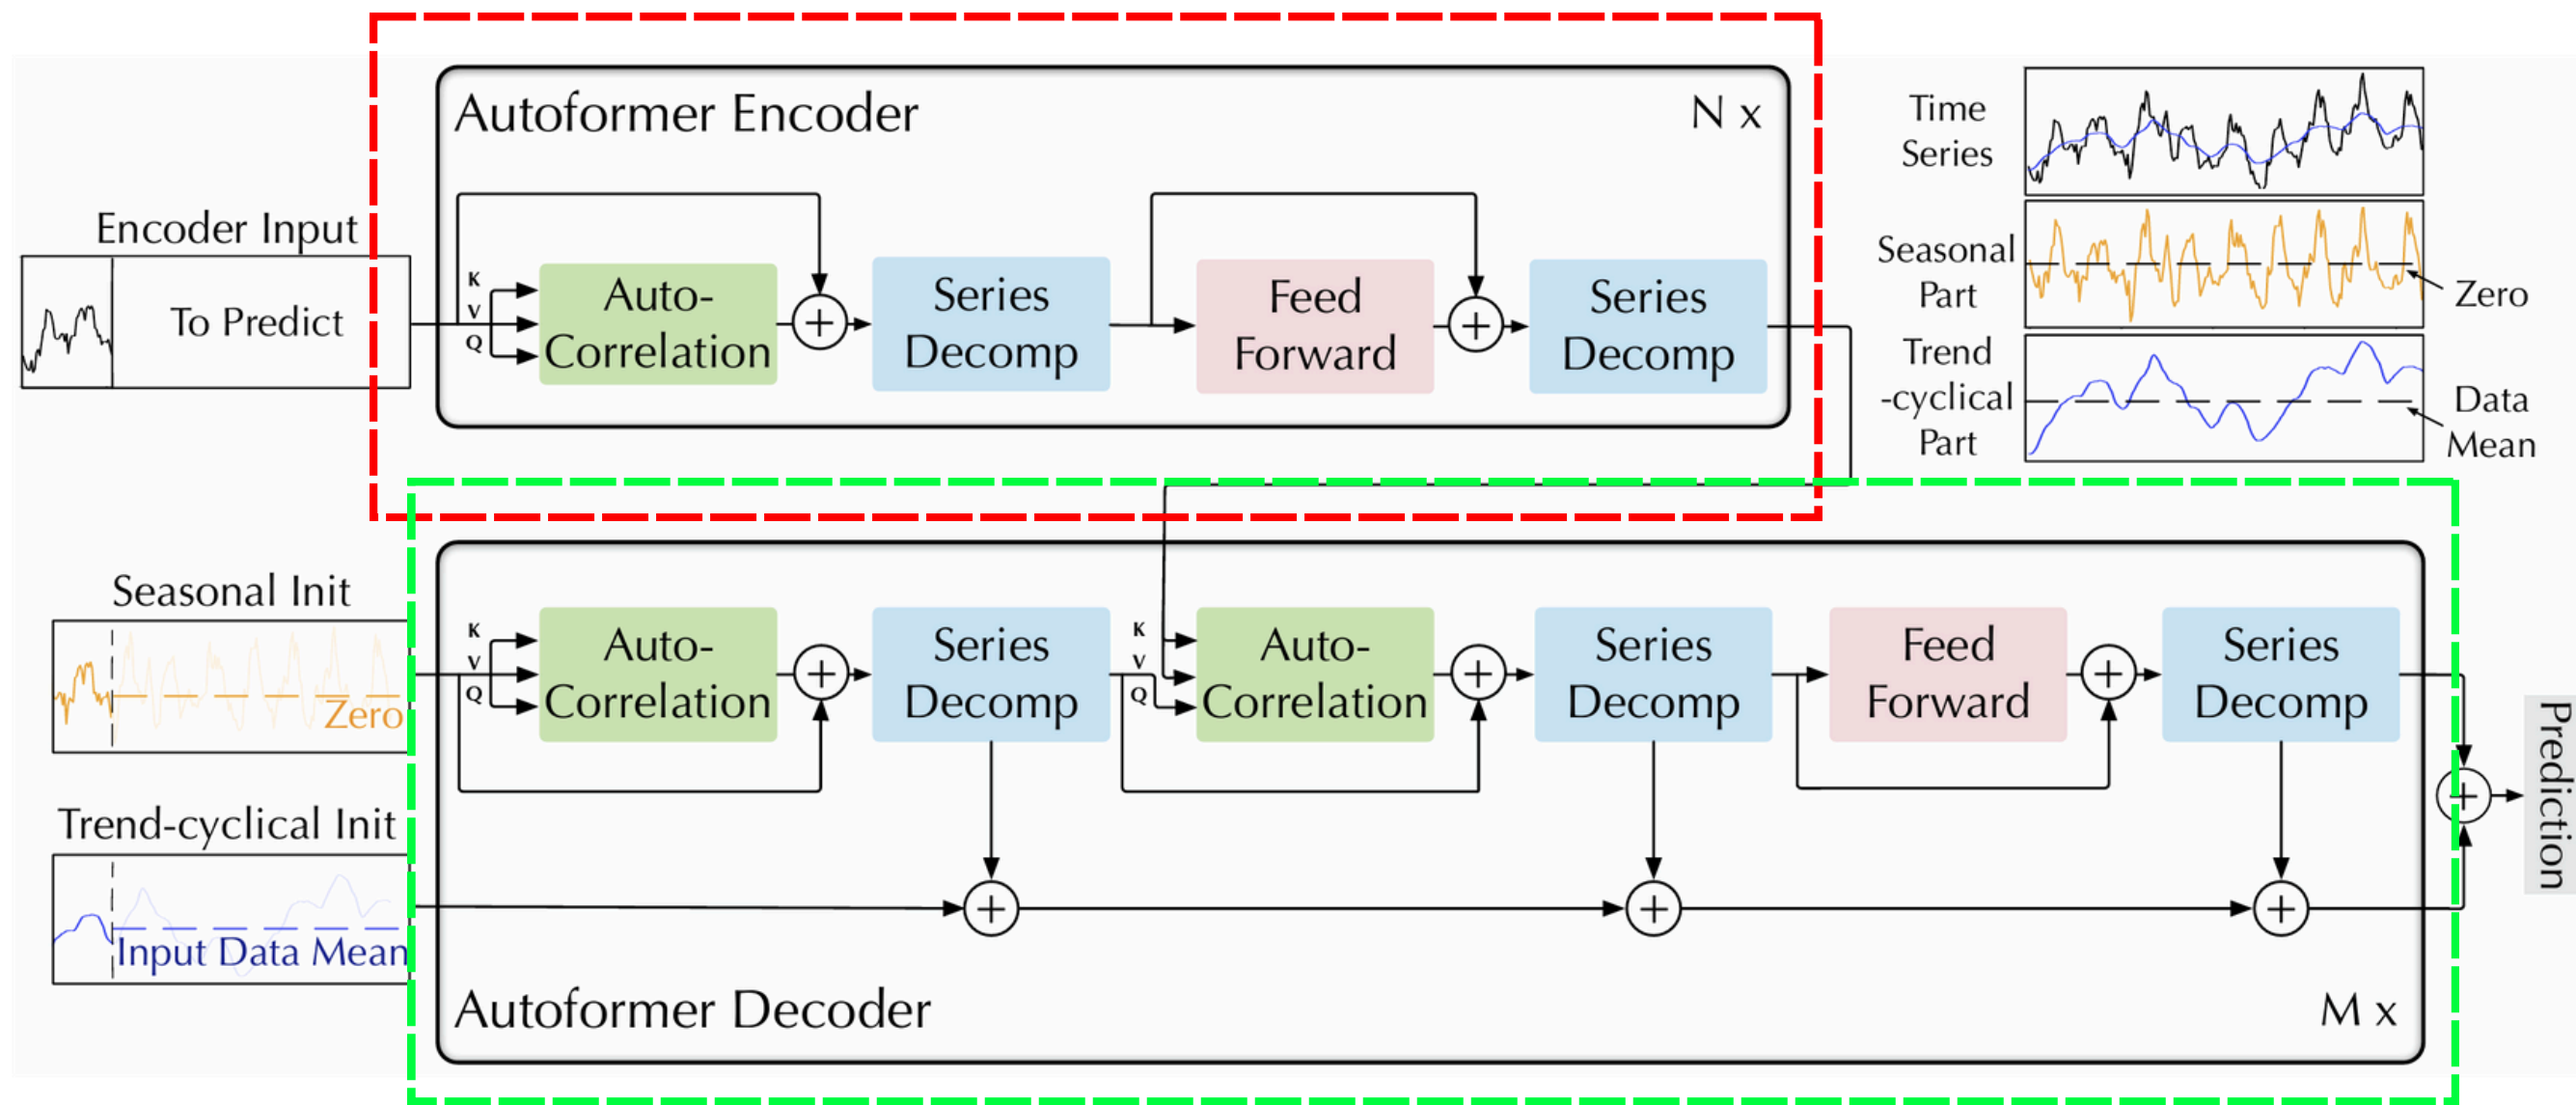 Autoformer Encoder
N x
Encoder Input
To Predict
K
V
Q
Auto-
Correlation
+
Series
Decomp
Feed
Forward
+
Series
Decomp
Time
Series
Seasonal
Part
Zero
Trend
-cyclical
Part
Data
Mean
Seasonal Init
Zero
Trend-cyclical Init
Input Data Mean
K
V
Q
Auto-
Correlation
+
Series
Decomp
K
V
Q
Auto-
Correlation
+
Series
Decomp
Feed
Forward
+
Series
Decomp
+
+
+
+
Prediction
Autoformer Decoder
M x